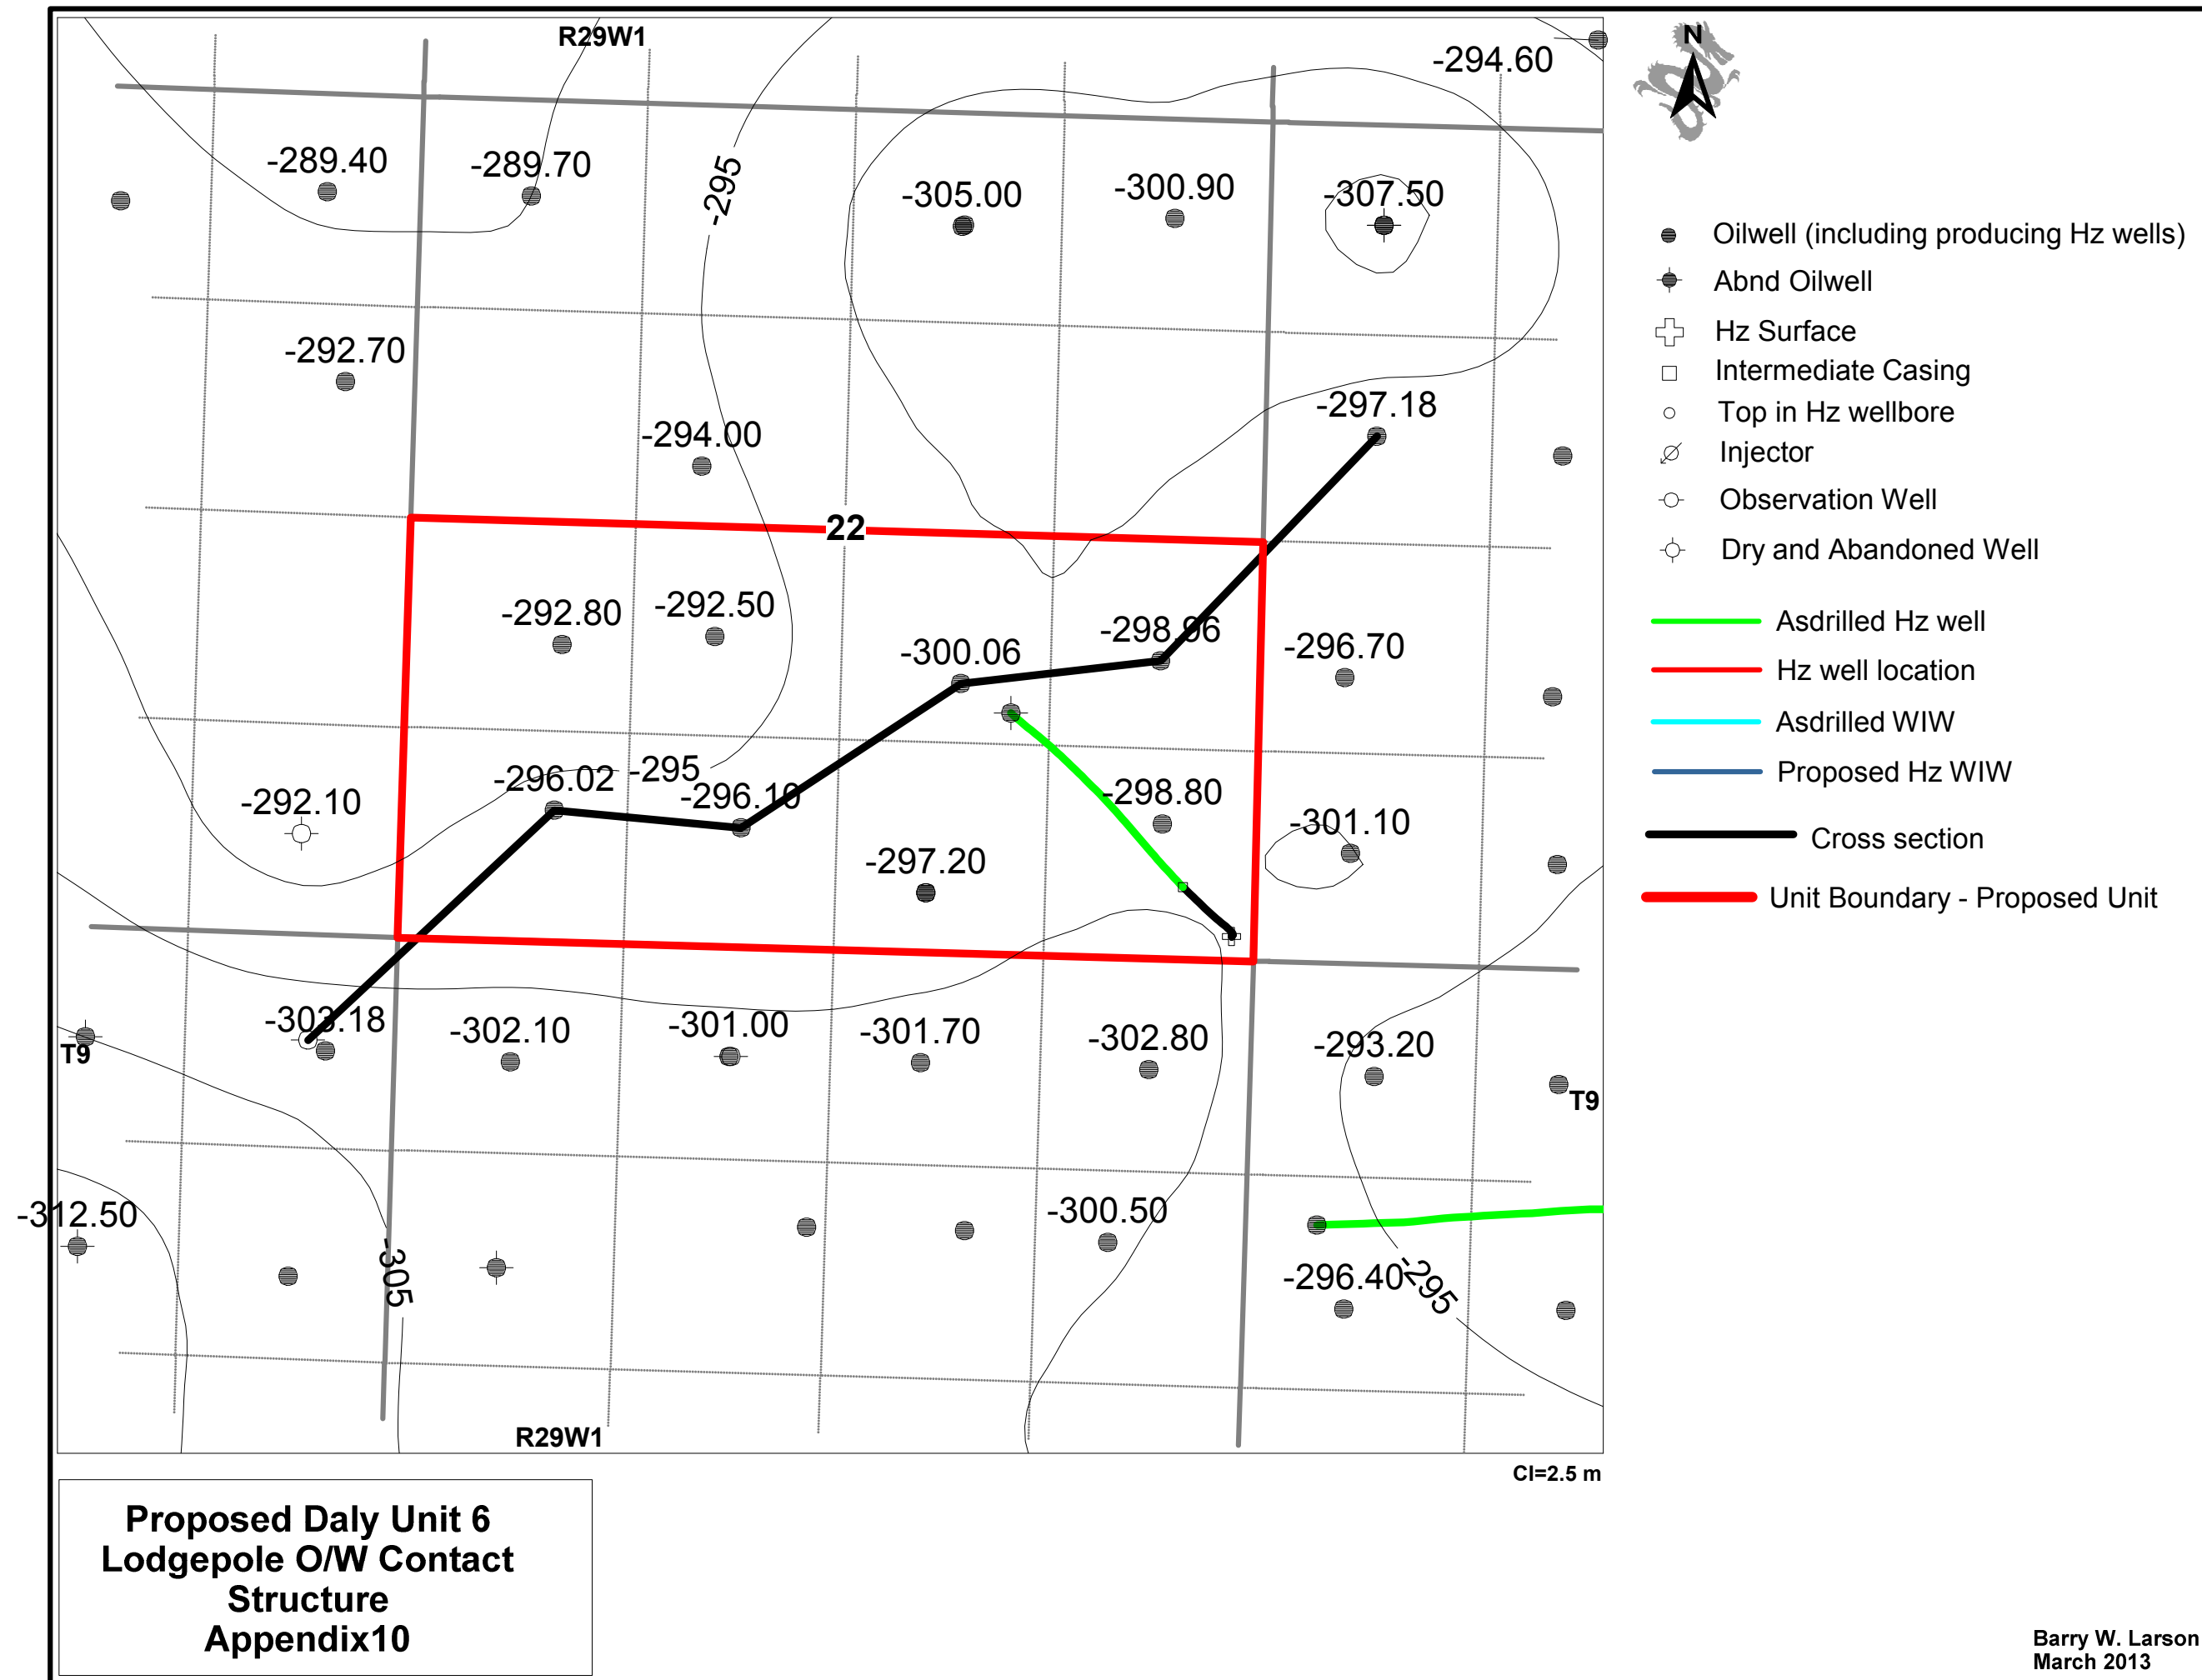 R29W1
-294.60
N
-289.40
-289.70
-295
-305.00
-300.90
-307.50
-292.70
-294.00
-297.18
22
-292.80
-292.50
-300.06
-298.96
-296.70
-295
-296.02
-296.10
-298.80
-292.10
-301.10
-297.20
-303.18
-302.10
-301.00
-301.70
-302.80
-293.20
T9
T9
-312.50
-300.50
-305
-296.40
-295
R29W1
CI=2.5 m
Oilwell (including producing Hz wells)
Abnd Oilwell
Hz Surface
Intermediate Casing
Top in Hz wellbore
Injector
Observation Well
Dry and Abandoned Well
Asdrilled Hz well
Hz well location
Asdrilled WIW
Proposed Hz WIW
Cross section
Unit Boundary - Proposed Unit
Proposed Daly Unit 6
Lodgepole O/W Contact
Structure
Appendix10
Barry W. Larson
March 2013